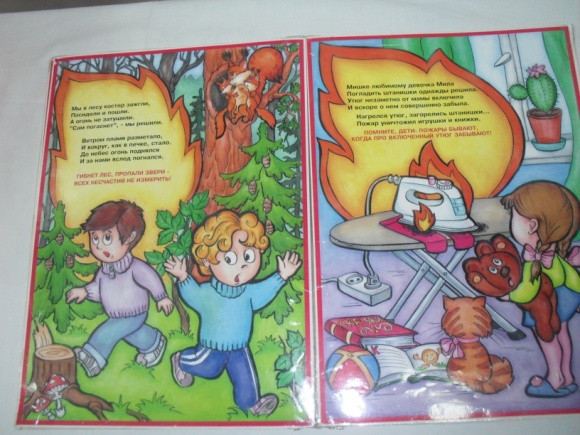 Мы в лесу костер зажгли,
Посидели и пошли.
А огонь не затушили.
"Сам погаснет", – мы решили.
Ветром пламя разметало,
И вокруг, как в печке, стало.
До небес огонь поднялся
И за нами вслед погнался.
ГИБНЕТ ЛЕС, ПРОПАЛИ ЗВЕРИ -
ВСЕХ НЕСЧАСТИЙ НЕ ИЗМЕРИТЬ!
Мишке любимому девочка Мила
Погладить штанишки однажды решила.
Утюг незаметно от мамы включила
И вскоре о нем совершенно забыла.
Нагрелся утюг, загорелись штанишки...
Пожар уничтожил игрушки и книжки.
ПОМНИТЕ, ДЕТИ: ПОЖАРЫ БЫВАЮТ,
КОГДА ПРО ВКЛЮЧЕННЫЙ УТЮГ ЗАБЫВАЮТ!